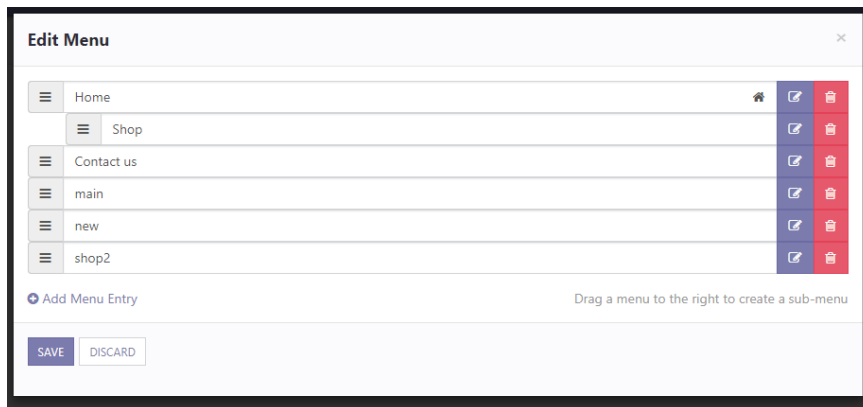 Edit Menu ×
Home
Shop
Contact us
main
new
shop2
Add Menu Entry Drag a menu to the right to create a sub-menu
SAVE DISCARD